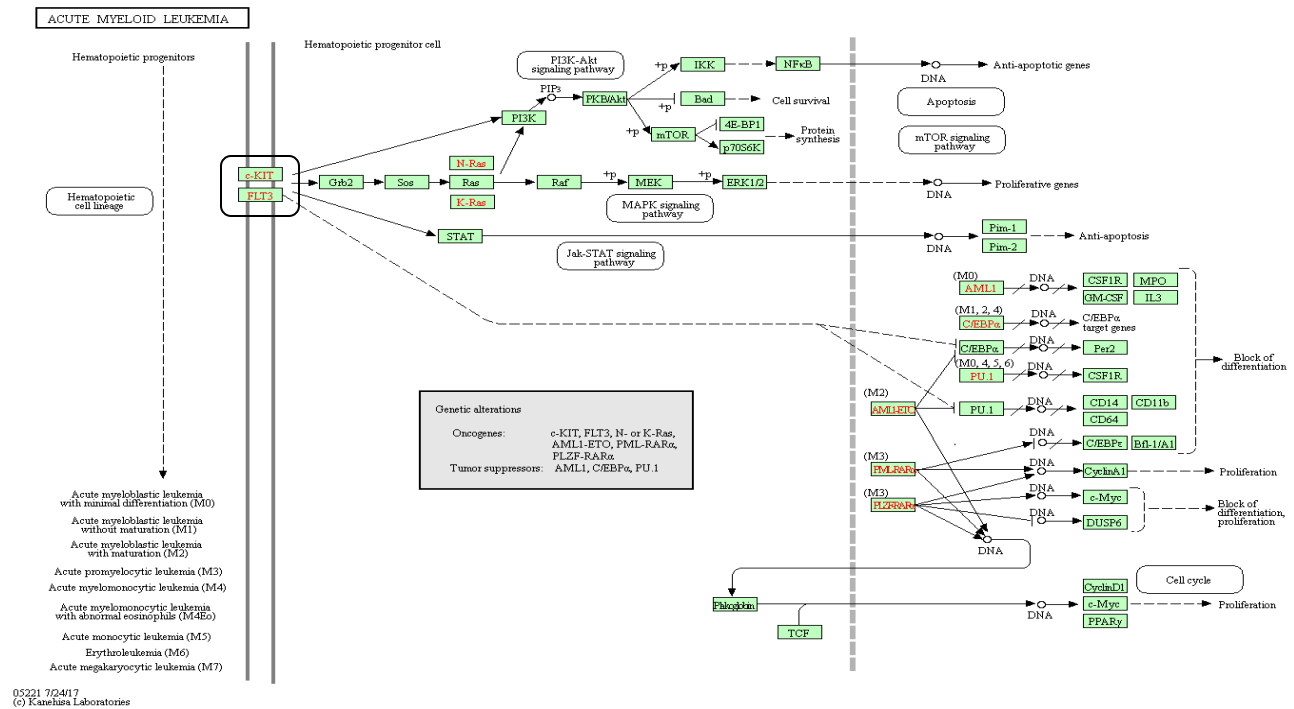 ACUTE MYELOID LEUKEMIA
Hematopoietic progenitors
Hematopoietic progenitor cell
PI3K-Akt
signaling pathway
+p
IKK
NFκB
DNA
Anti-apoptotic genes
PIP3
PKB/Akt
+p
Bad
Cell survival
Apoptosis
PI3K
+p
mTOR
4E-BP1
p70S6K
Protein
synthesis
mTOR signaling
pathway
c-KIT
FLT3
Grb2
Sos
N-Ras
Ras
K-Ras
Raf
+p
MEK
+p
ERK1/2
DNA
Proliferative genes
Hematopoietic
cell lineage
MAPK signaling
pathway
STAT
DNA
Pim-1
Pim-2
Anti-apoptosis
Jak-STAT signaling
pathway
(M0)
AML1
DNA
CSF1R
MPO
GM-CSF
IL3
(M1, 2, 4)
C/EBPα
DNA
C/EBPα
target genes
C/EBPα
DNA
Per2
(M0, 4, 5, 6)
PU.1
DNA
CSF1R
Block of
differentiation
(M2)
AML1-ETO
PU.1
DNA
CD14
CD11b
CD64
DNA
C/EBPε
Bfl-1/A1
(M3)
PML-RARα
DNA
CyclinA1
Proliferation
(M3)
PLZF-RARα
DNA
c-Myc
DNA
DUSP6
Block of
differentiation,
proliferation
DNA
Genetic alterations
Oncogenes: c-KIT, FLT3, N- or K-Ras,
AML1-ETO, PML-RARα,
PLZF-RARα
Tumor suppressors: AML1, C/EBPα, PU.1
Acute myeloblastic leukemia
with minimal differentiation (M0)
Acute myeloblastic leukemia
without maturation (M1)
Acute myeloblastic leukemia
with maturation (M2)
Acute promyelocytic leukemia (M3)
Acute myelomonocytic leukemia (M4)
Acute myelomonocytic leukemia
with abnormal eosinophils (M4Eo)
Acute monocytic leukemia (M5)
Erythroleukemia (M6)
Acute megakaryocytic leukemia (M7)
Plakoglobin
TCF
DNA
CyclinD1
c-Myc
PPARγ
Cell cycle
Proliferation
05221 7/24/17
(c) Kanehisa Laboratories